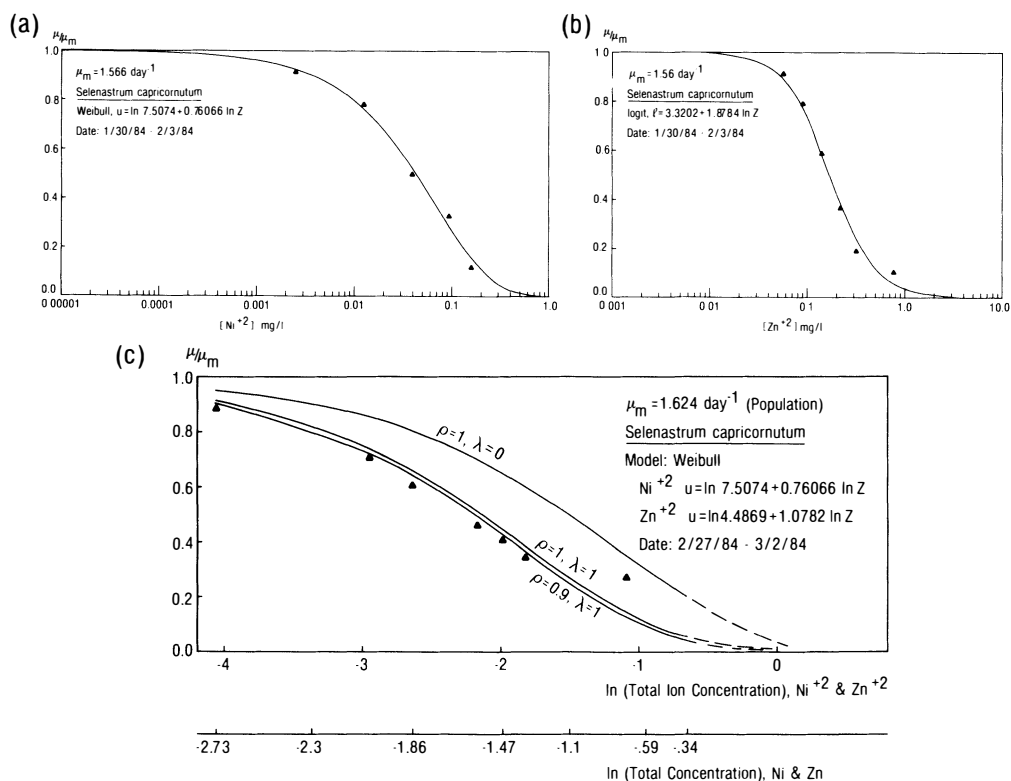 (a)
μ/μm
1.0
0.8
0.6
0.4
0.2
0.0
μm = 1.566 day-1
Selenastrum capricornutum
Weibull, u = ln 7.5074 + 0.76066 ln Z
Date: 1/30/84 - 2/3/84
0.00001 0.0001 0.001 0.01 0.1 1.0
[ Ni+2 ] mg/l
(b)
μ/μm
1.0
0.8
0.6
0.4
0.2
0.0
μm = 1.56 day-1
Selenastrum capricornutum
logit, ℓ = 3.3202 + 1.8784 ln Z
Date: 1/30/84 - 2/3/84
.001 0.01 0.1 1.0 10.0
[ Zn+2 ] mg/l
(c)
μ/μm
1.0
0.8
0.6
0.4
0.2
0.0
ρ=1, λ=0
ρ=1, λ=1
ρ=0.9, λ=1
μm = 1.624 day-1 (Population)
Selenastrum capricornutum
Model: Weibull
Ni+2 u = ln 7.5074 + 0.76066 ln Z
Zn+2 u = ln4.4869 + 1.0782 ln Z
Date: 2/27/84 - 3/2/84
-4 -3 -2 -1 0
ln (Total Ion Concentration), Ni+2 & Zn+2
-2.73 -2.3 -1.86 -1.47 -1.1 -.59 -.34
ln (Total Concentration), Ni & Zn